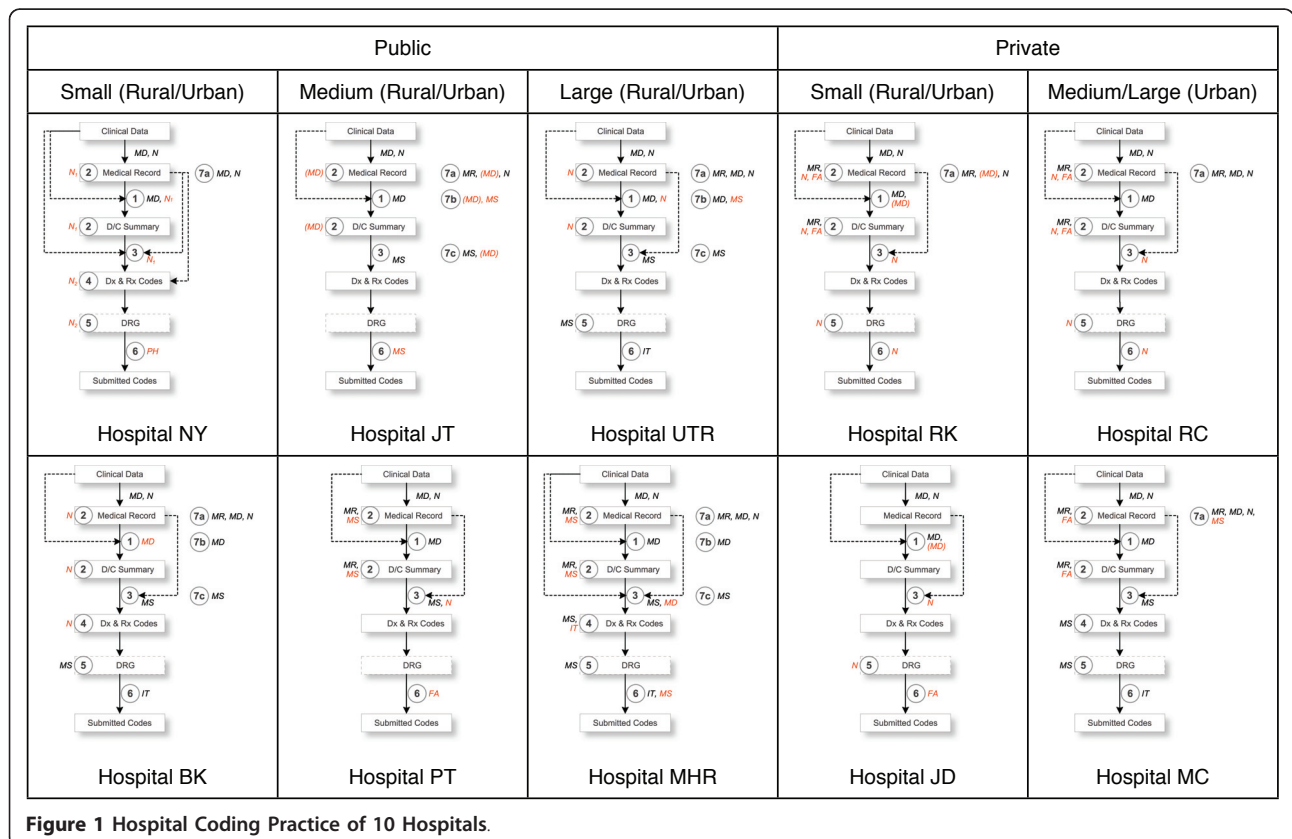 Public
Private
Small (Rural/Urban)
Medium (Rural/Urban)
Large (Rural/Urban)
Small (Rural/Urban)
Medium/Large (Urban)
Clinical Data
MD, N
N₁ 2 Medical Record 7a MD, N
1 MD, N₁
N₁ 2 D/C Summary
3 N₁
N₂ 4 Dx & Rx Codes
N₂ 5 DRG
6 PH
Submitted Codes
Hospital NY
Clinical Data
MD, N
(MD) 2 Medical Record 7a MR, (MD), N
1 MD 7b (MD), MS
(MD) 2 D/C Summary
3 MS 7c MS, (MD)
Dx & Rx Codes
DRG
6 MS
Submitted Codes
Hospital JT
Clinical Data
MD, N
N 2 Medical Record 7a MR, MD, N
1 MD, N 7b MD, MS
N 2 D/C Summary
3 MS 7c MS
Dx & Rx Codes
MS 5 DRG
6 IT
Submitted Codes
Hospital UTR
Clinical Data
MD, N
MR, N, FA 2 Medical Record 7a MR, (MD), N
1 MD, (MD)
MR, N, FA 2 D/C Summary
3 N
Dx & Rx Codes
N 5 DRG
6 N
Submitted Codes
Hospital RK
Clinical Data
MD, N
MR, N, FA 2 Medical Record 7a MR, MD, N
1 MD
MR, N, FA 2 D/C Summary
3 N
Dx & Rx Codes
N 5 DRG
6 N
Submitted Codes
Hospital RC
Clinical Data
MD, N
N 2 Medical Record 7a MR, MD, N
1 MD 7b MD
N 2 D/C Summary
3 MS 7c MS
N 4 Dx & Rx Codes
MS 5 DRG
6 IT
Submitted Codes
Hospital BK
Clinical Data
MD, N
MR, MS 2 Medical Record
1 MD
MR, MS 2 D/C Summary
3 MS, N
Dx & Rx Codes
DRG
6 FA
Submitted Codes
Hospital PT
Clinical Data
MD, N
MR, MS 2 Medical Record 7a MR, MD, N
1 MD 7b MD
MR, MS 2 D/C Summary
3 MS, MD 7c MS
MS, IT 4 Dx & Rx Codes
MS 5 DRG
6 IT, MS
Submitted Codes
Hospital MHR
Clinical Data
MD, N
Medical Record
1 MD, (MD)
D/C Summary
3 N
Dx & Rx Codes
N 5 DRG
6 FA
Submitted Codes
Hospital JD
Clinical Data
MD, N
MR, FA 2 Medical Record 7a MR, MD, N, MS
1 MD
MR, FA 2 D/C Summary
3 MS
MS 4 Dx & Rx Codes
MS 5 DRG
6 IT
Submitted Codes
Hospital MC
Figure 1 Hospital Coding Practice of 10 Hospitals.